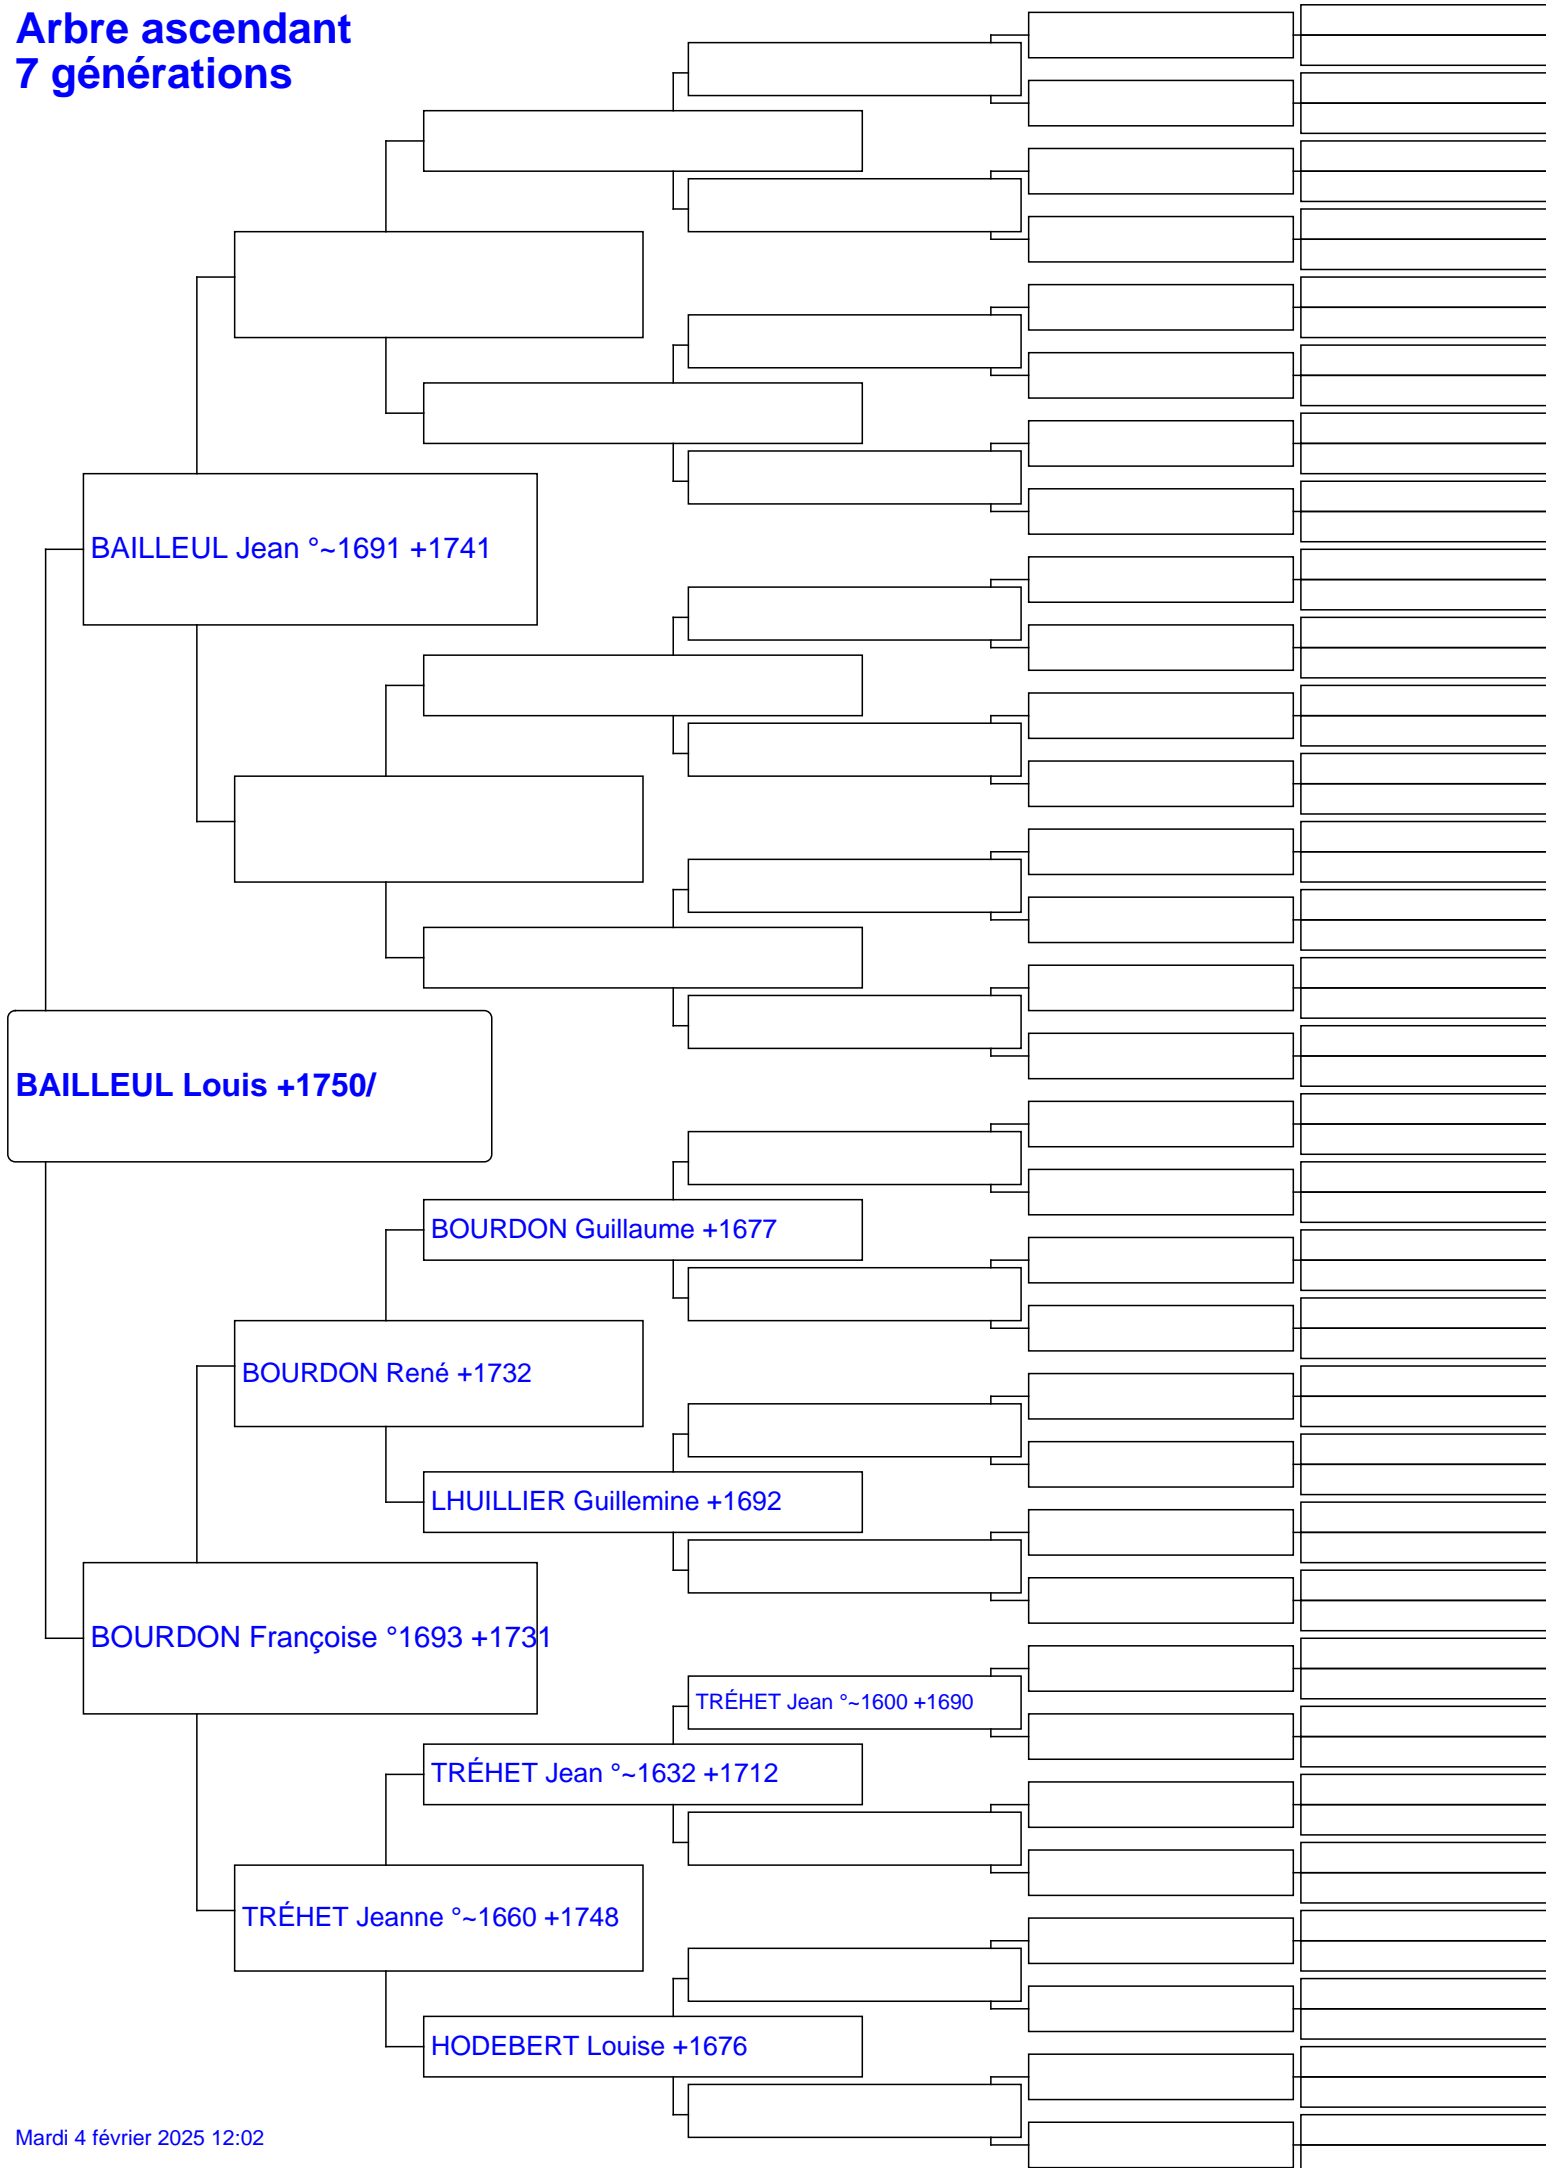 Arbre ascendant
7 générations
BAILLEUL Jean °~1691 +1741
BAILLEUL Louis +1750/
BOURDON Guillaume +1677
BOURDON René +1732
LHUILLIER Guillemine +1692
BOURDON Françoise °1693 +1731
TRÉHET Jean °~1600 +1690
TRÉHET Jean °~1632 +1712
TRÉHET Jeanne °~1660 +1748
HODEBERT Louise +1676
Mardi 4 février 2025 12:02